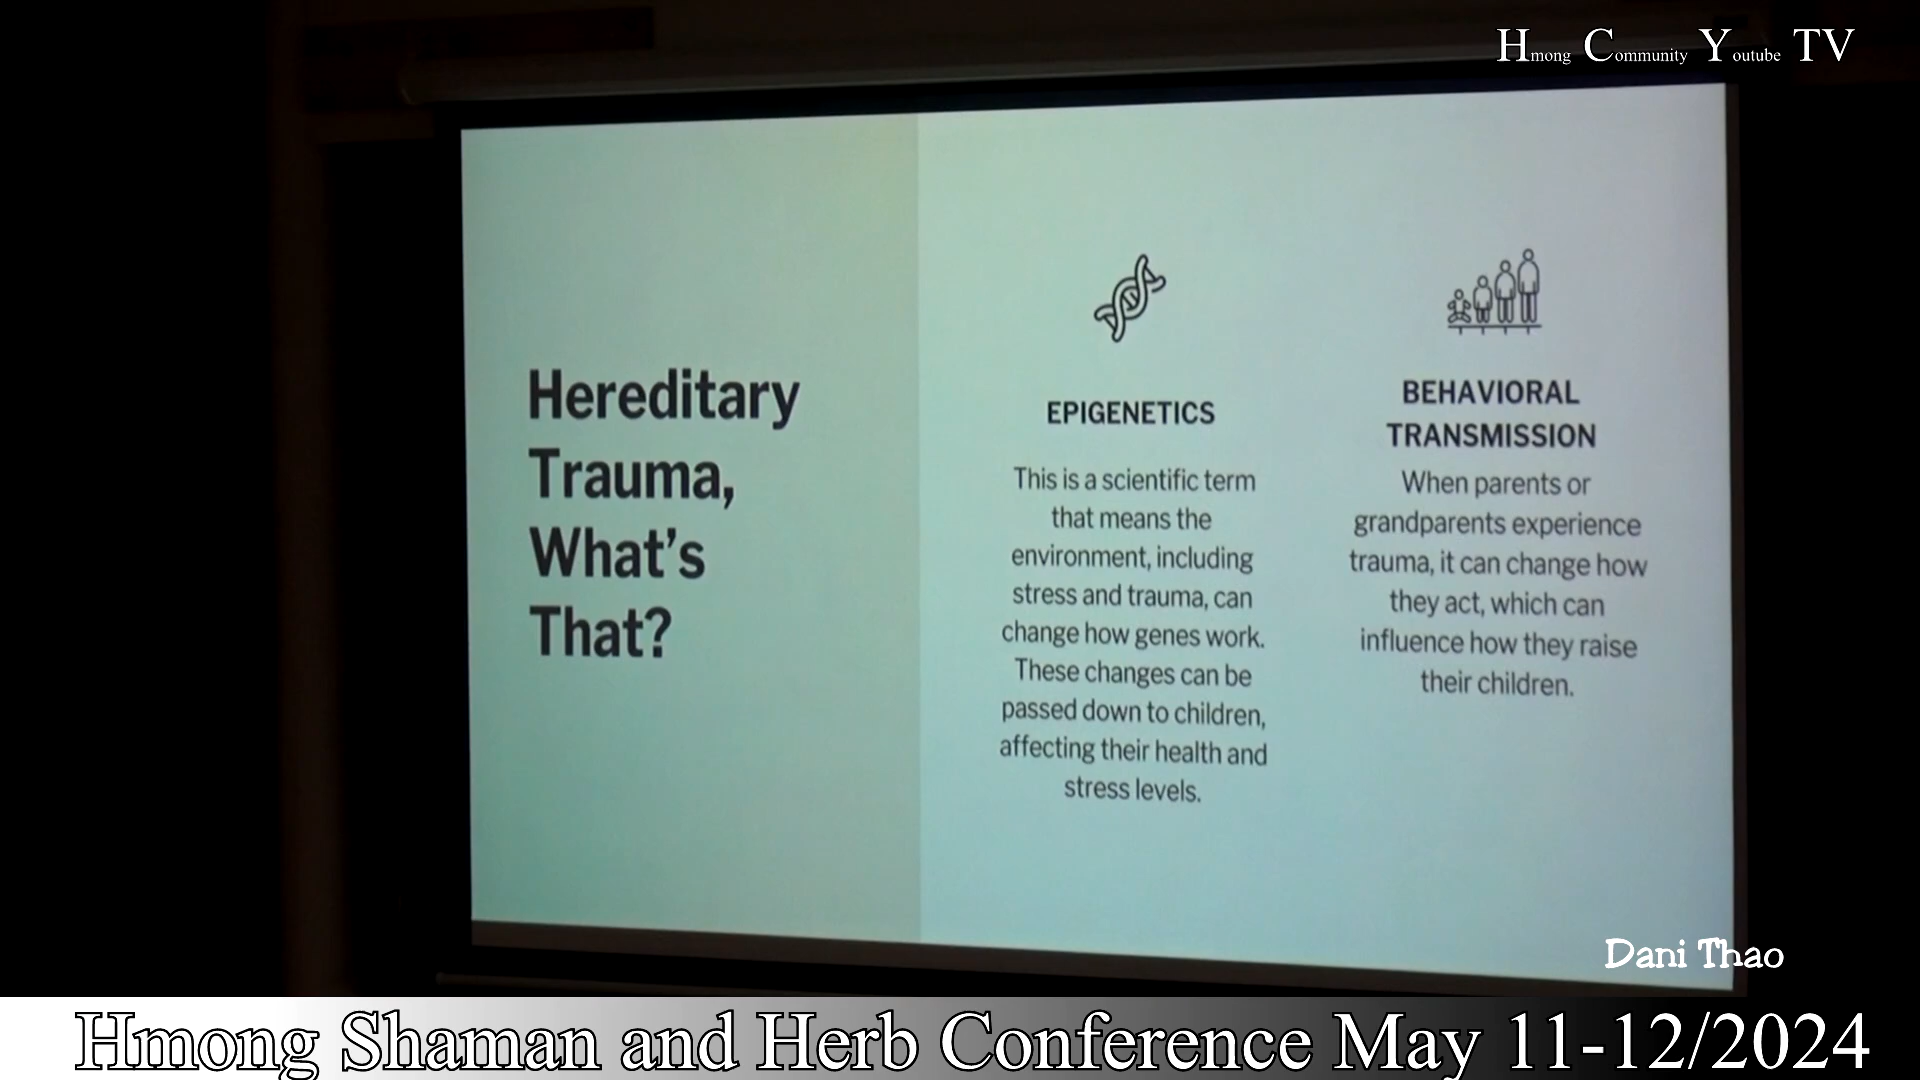 Hmong Community Youtube TV
Hereditary
Trauma,
What's
That?
EPIGENETICS
This is a scientific term
that means the
environment, including
stress and trauma, can
change how genes work.
These changes can be
passed down to children,
affecting their health and
stress levels.
BEHAVIORAL
TRANSMISSION
When parents or
grandparents experience
trauma, it can change how
they act, which can
influence how they raise
their children.
Dani Thao
Hmong Shaman and Herb Conference May 11-12/2024